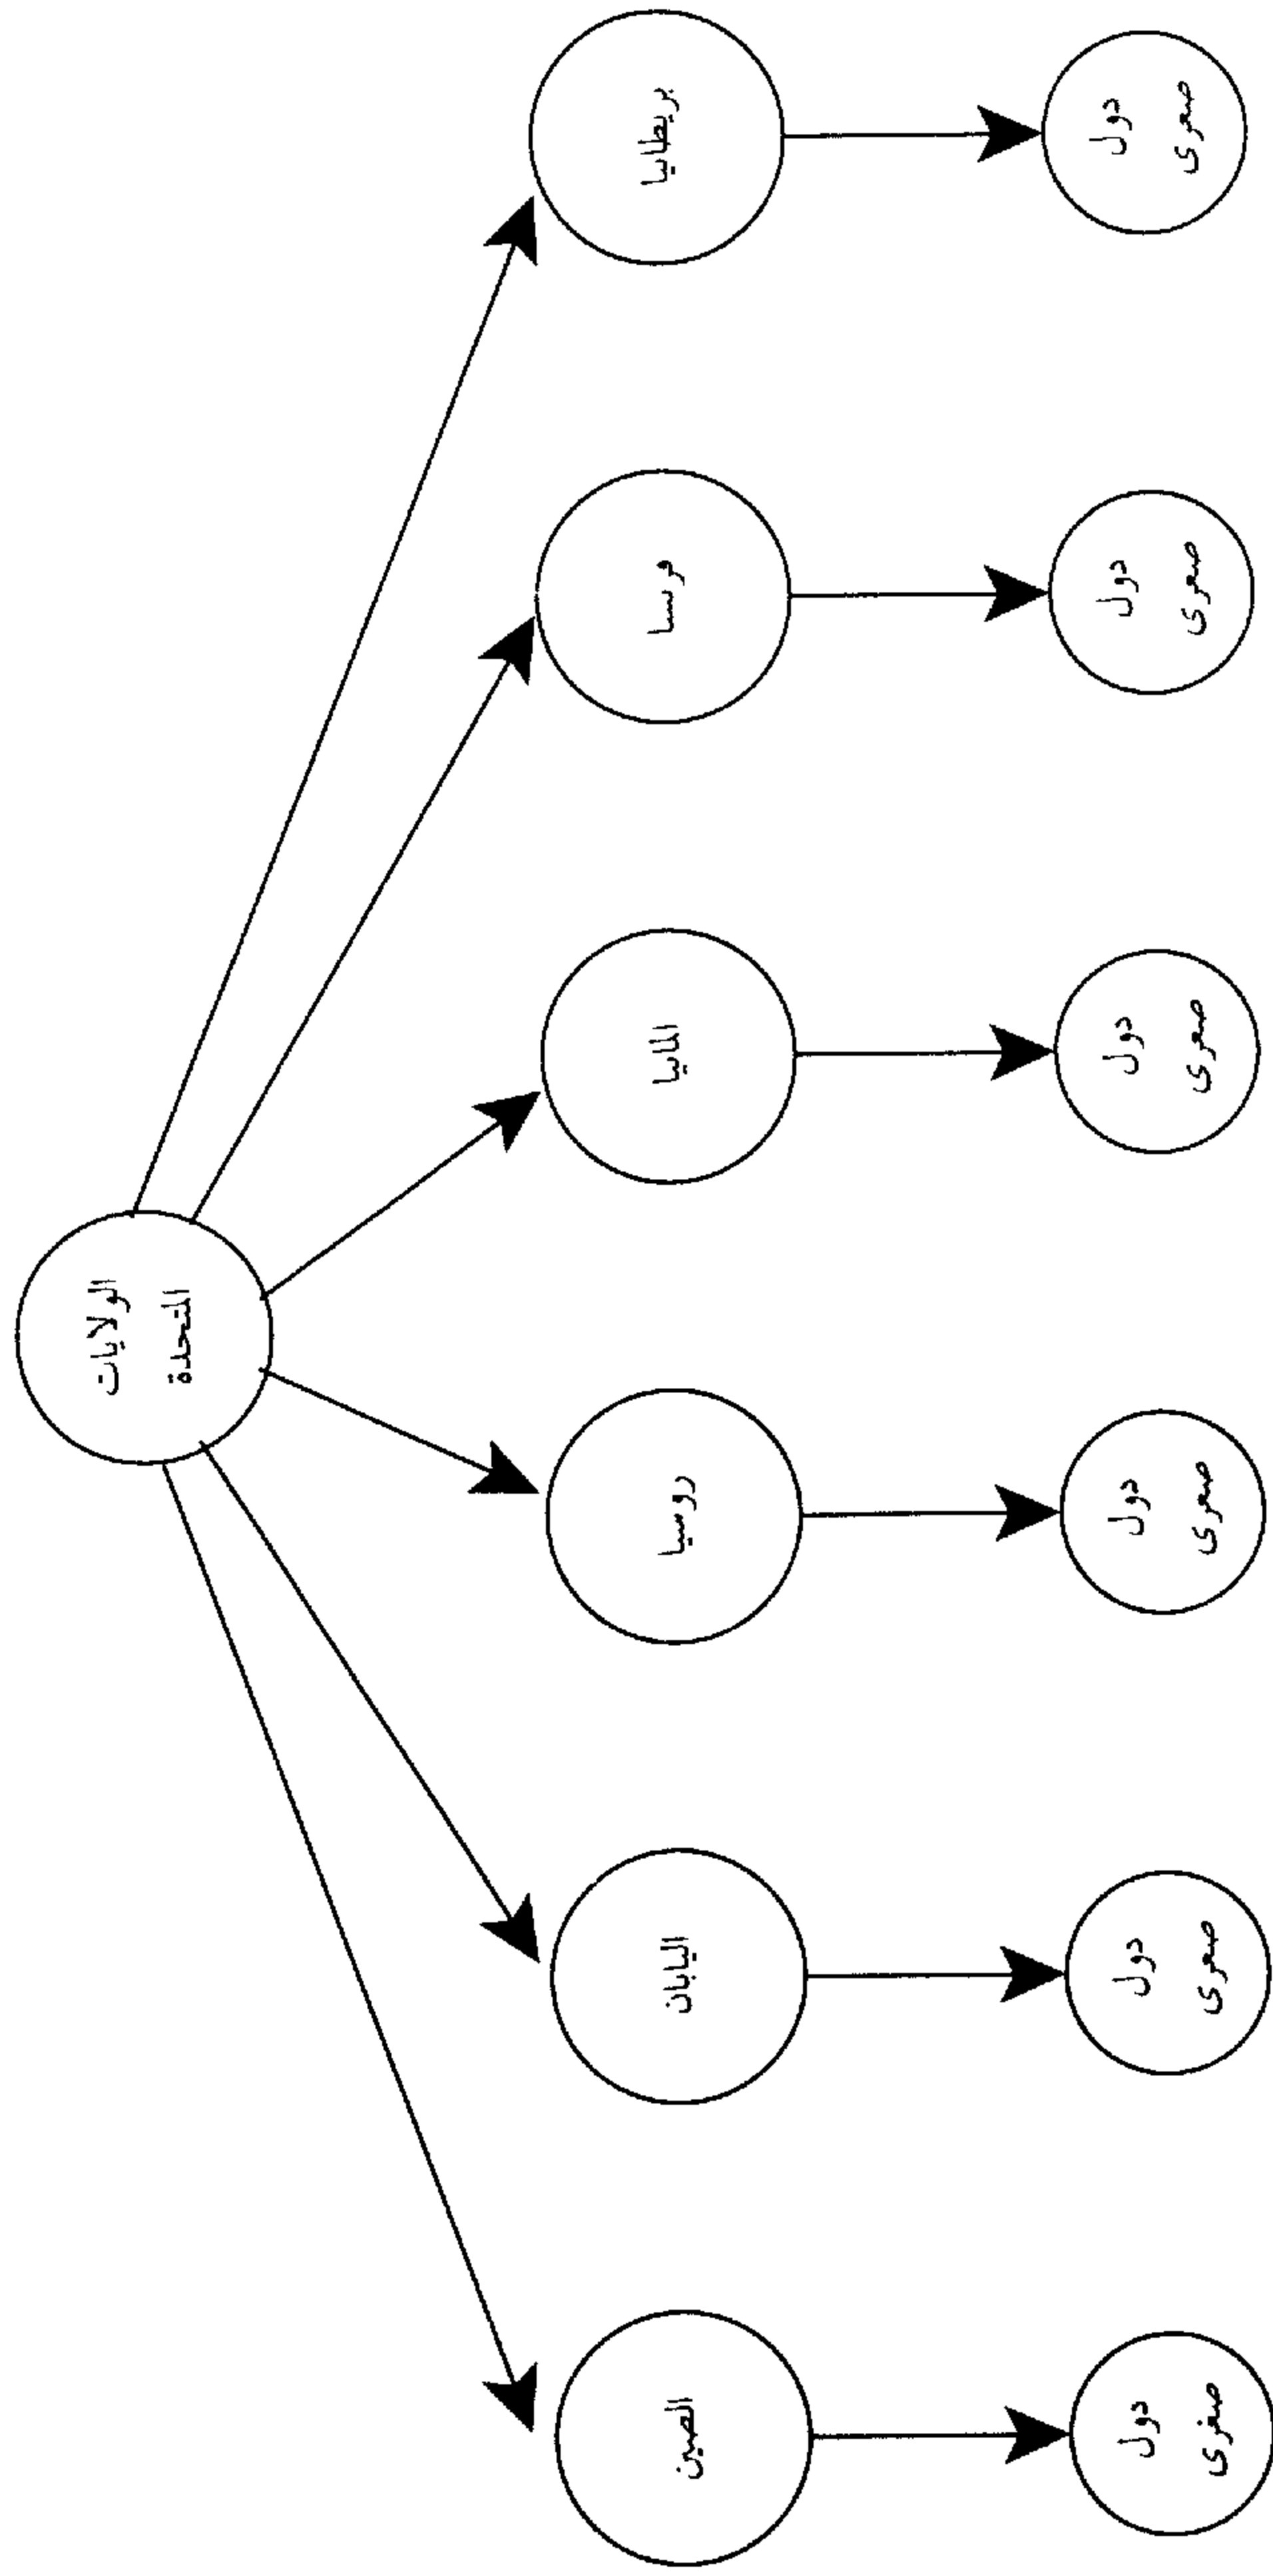 الولايات
المتحدة
بريطانيا
فرنسا
المانيا
روسيا
اليابان
الصين
دول
صغرى
دول
صغرى
دول
صغرى
دول
صغرى
دول
صغرى
دول
صغرى